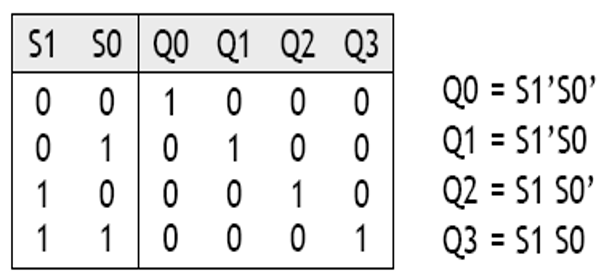 S1 S0 Q0 Q1 Q2 Q3
0 0 1 0 0 0
0 1 0 1 0 0
1 0 0 0 1 0
1 1 0 0 0 1
Q0 = S1'S0'
Q1 = S1'S0
Q2 = S1 S0'
Q3 = S1 S0